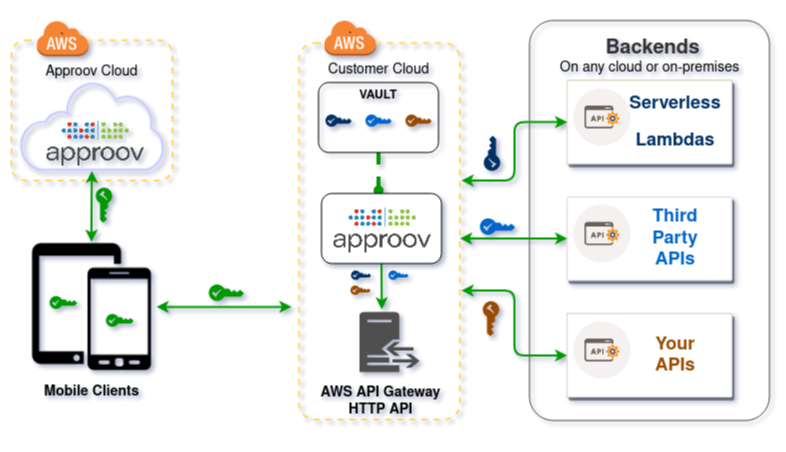 AWS
Approov Cloud
approov
Mobile Clients
AWS
Customer Cloud
VAULT
approov
AWS API Gateway
HTTP API
Backends
On any cloud or on-premises
API
Serverless
Lambdas
API
Third
Party
APIs
API
Your
APIs